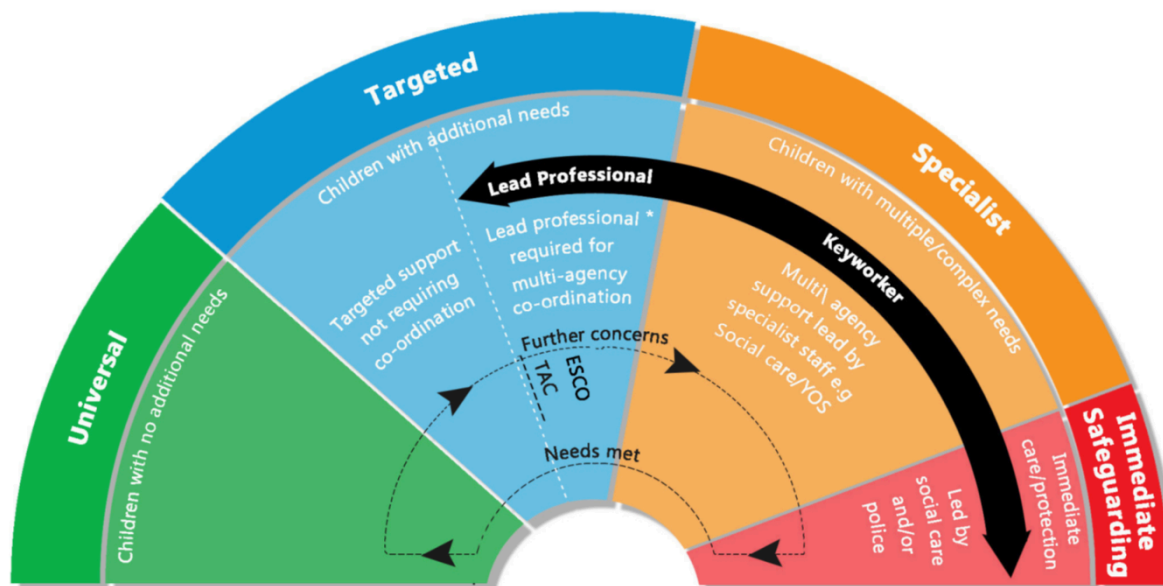 Universal
Children with no additional needs
Targeted
Children with additional needs
Targeted support
not requiring
co-ordination
Lead Professional
Lead professional *
required for
multi-agency
co-ordination
Further concerns
TAC
ESCO
Needs met
Specialist
Children with multiple/complex needs
Keyworker
Multi\ agency
support lead by
specialist staff e.g
Social care/YOS
Immediate
Safeguarding
Immediate
care/protection
Led by
social care
and/or
police